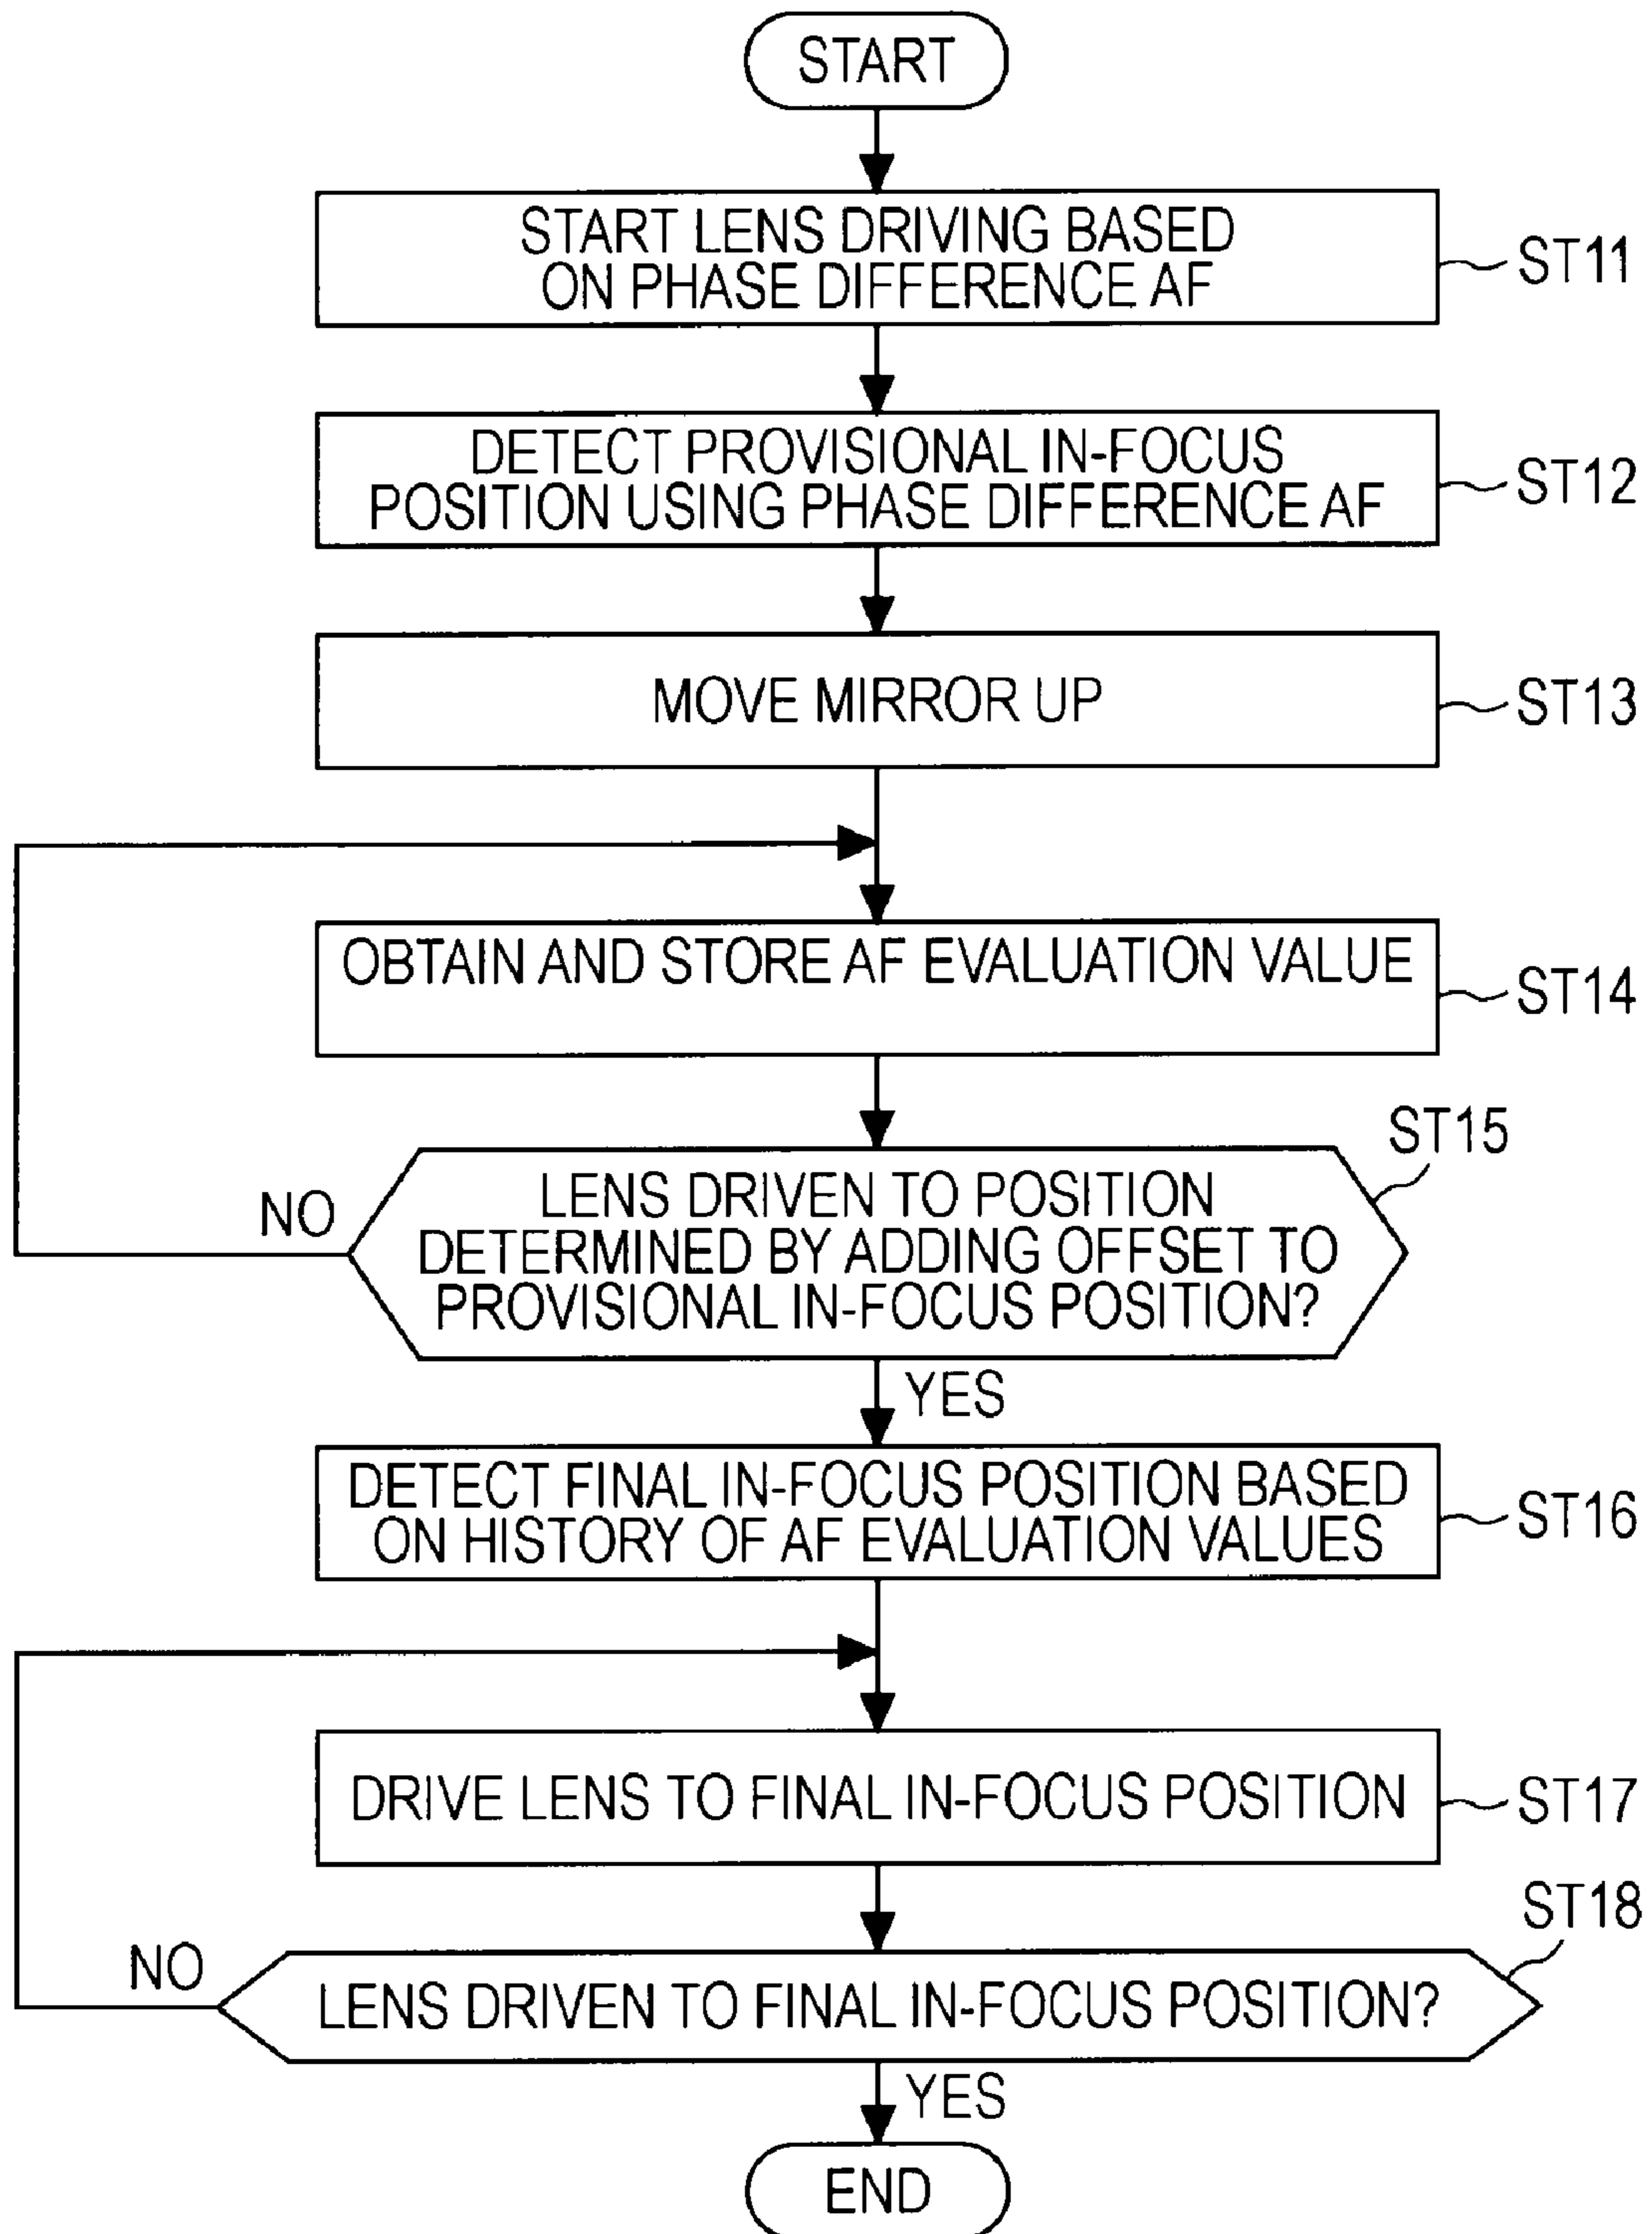 START
START LENS DRIVING BASED
ON PHASE DIFFERENCE AF
ST11
DETECT PROVISIONAL IN-FOCUS
POSITION USING PHASE DIFFERENCE AF
ST12
MOVE MIRROR UP
ST13
OBTAIN AND STORE AF EVALUATION VALUE
ST14
ST15
LENS DRIVEN TO POSITION
DETERMINED BY ADDING OFFSET TO
PROVISIONAL IN-FOCUS POSITION?
NO
YES
DETECT FINAL IN-FOCUS POSITION BASED
ON HISTORY OF AF EVALUATION VALUES
ST16
DRIVE LENS TO FINAL IN-FOCUS POSITION
ST17
ST18
NO
LENS DRIVEN TO FINAL IN-FOCUS POSITION?
YES
END